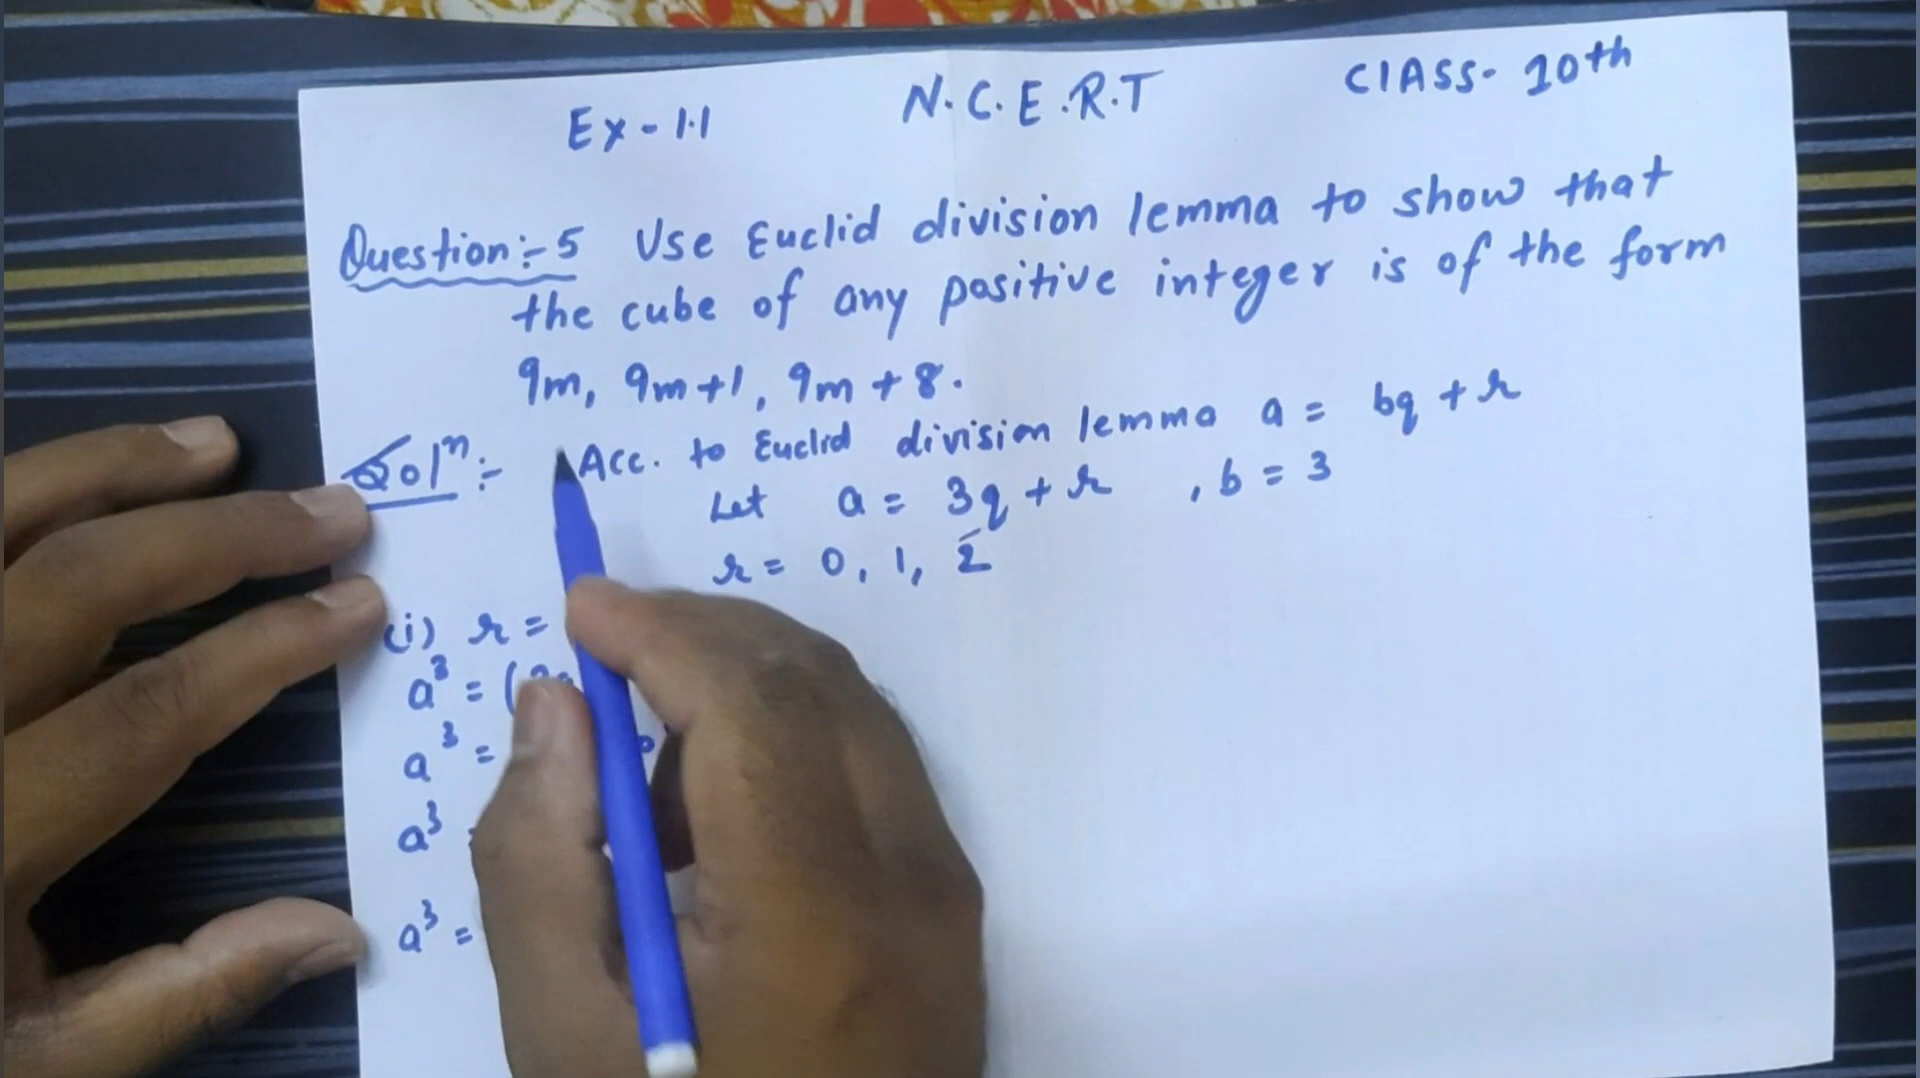 Ex-1.1 N.C.E.R.T CLASS- 10th
Question:-5 Use Euclid division lemma to show that
the cube of any positive integer is of the form
9m, 9m+1, 9m+8.
Solⁿ:- Acc. to Euclid division lemma a = bq + r
Let a = 3q + r , b = 3
r = 0, 1, 2
(i) r =
a³ = (
a³ =
a³
a³ =